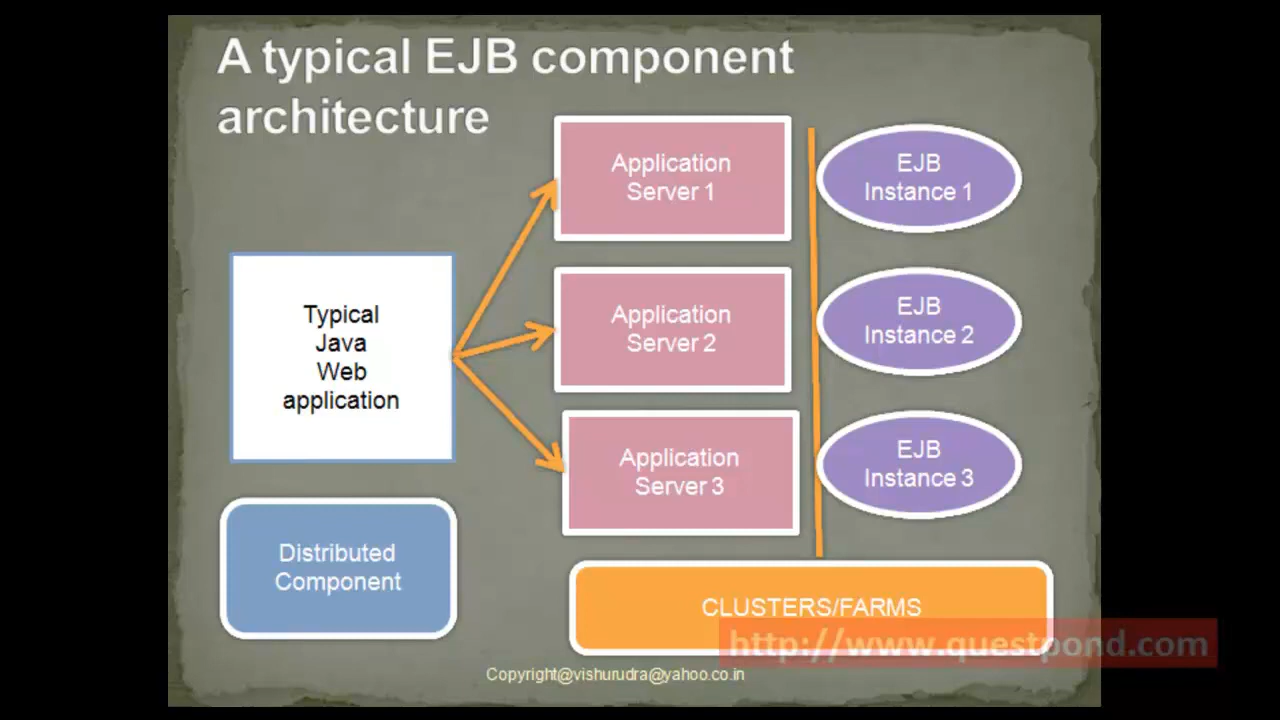 A typical EJB component
architecture
Application
Server 1
EJB
Instance 1
Typical
Java
Web
application
Application
Server 2
EJB
Instance 2
Application
Server 3
EJB
Instance 3
Distributed
Component
CLUSTERS/FARMS
http://www.questpond.com
Copyright@vishurudra@yahoo.co.in